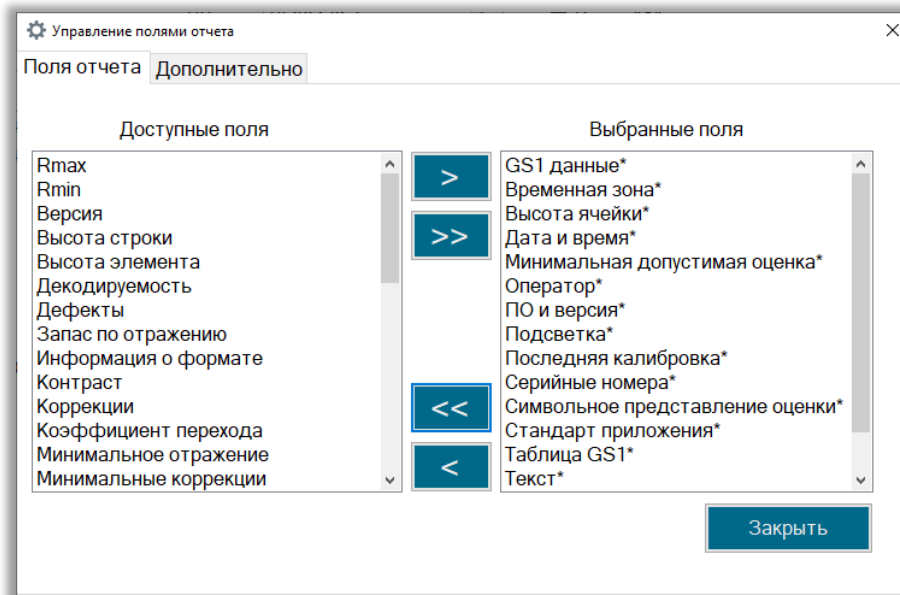 Управление полями отчета
Поля отчета
Дополнительно
Доступные поля
Rmax
Rmin
Версия
Высота строки
Высота элемента
Декодируемость
Дефекты
Запас по отражению
Информация о формате
Контраст
Коррекции
Коэффициент перехода
Минимальное отражение
Минимальные коррекции
>
>>
<<
<
Выбранные поля
GS1 данные*
Временная зона*
Высота ячейки*
Дата и время*
Минимальная допустимая оценка*
Оператор*
ПО и версия*
Подсветка*
Последняя калибровка*
Серийные номера*
Символьное представление оценки*
Стандарт приложения*
Таблица GS1*
Текст*
Закрыть